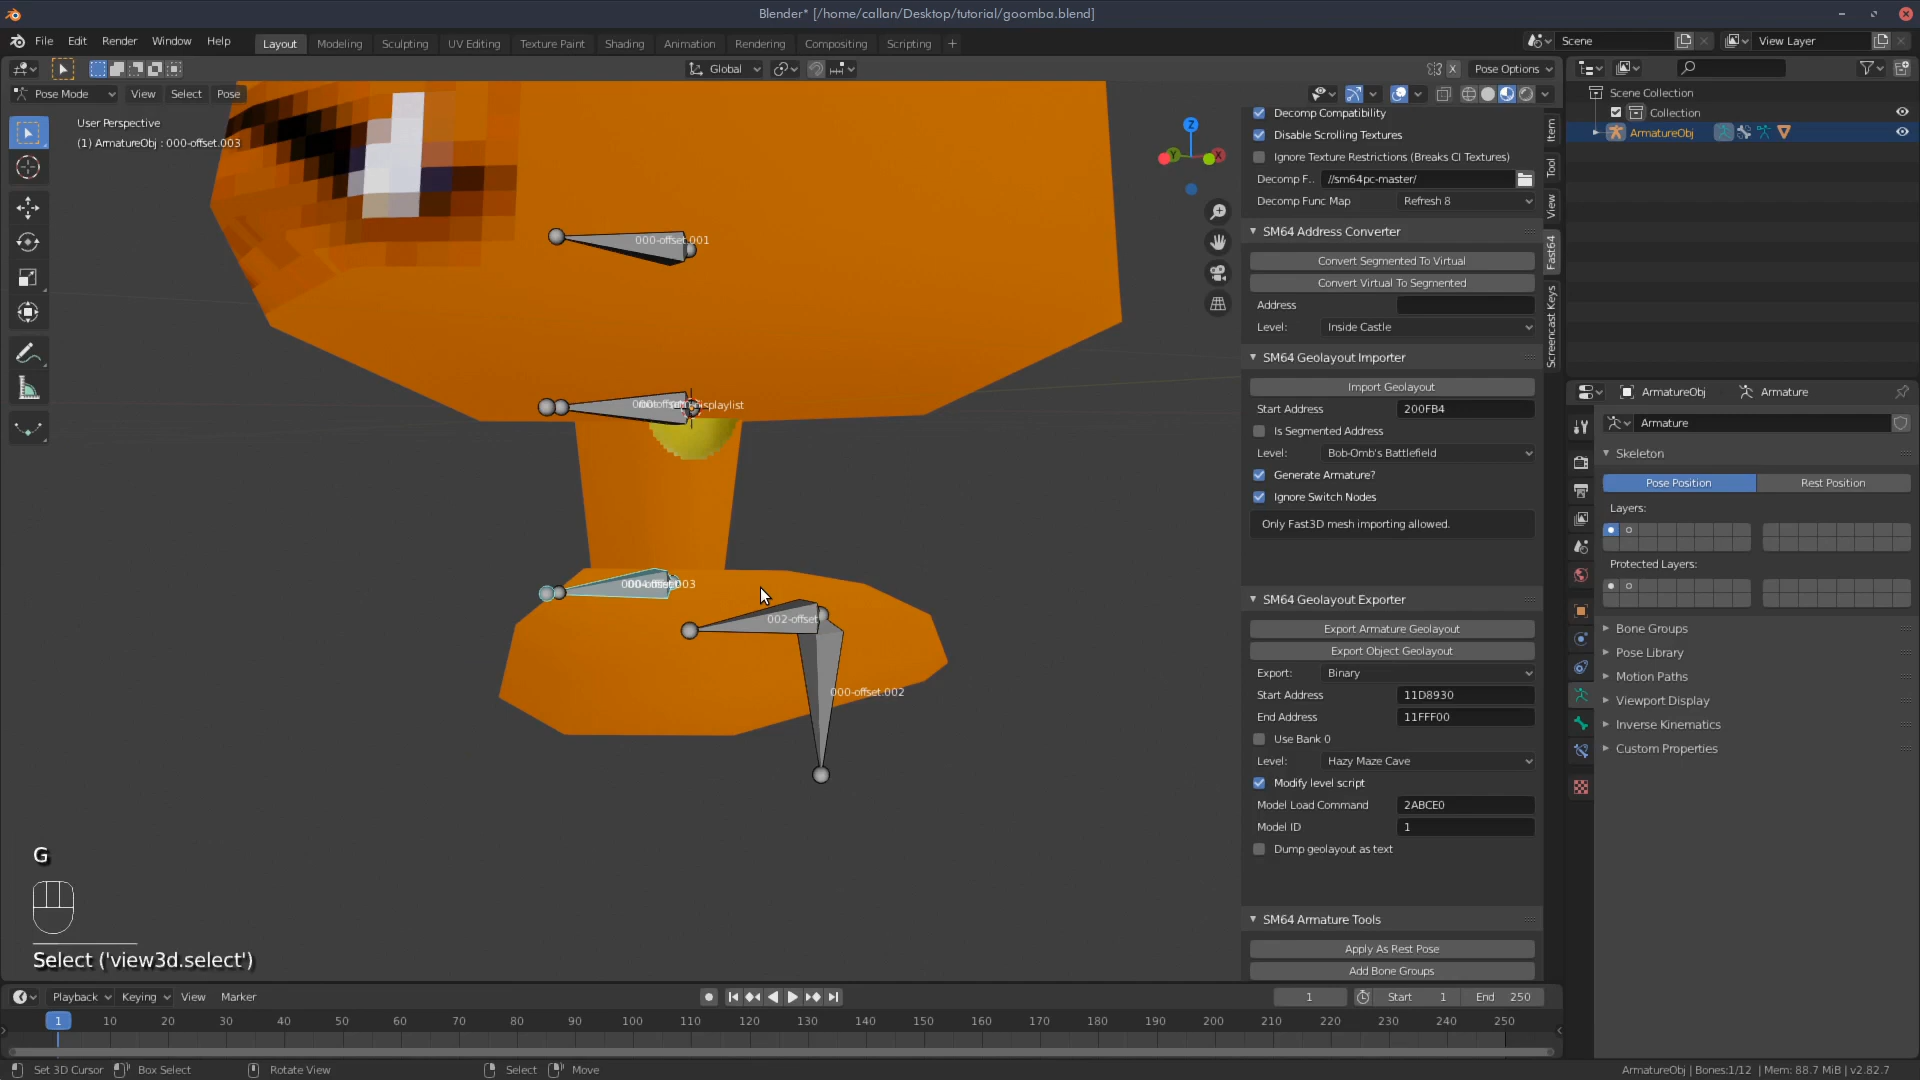 Blender* [/home/callan/Desktop/tutorial/goomba.blend]
File Edit Render Window Help
Layout Modeling Sculpting UV Editing Texture Paint Shading Animation Rendering Compositing Scripting +
Scene View Layer
Global Pose Options
Pose Mode View Select Pose
User Perspective
(1) ArmatureObj : 000-offset.003
000-offset.001
002-offset
000-offset.002
G
Select ('view3d.select')
Z
X
Decomp Compatibility
Disable Scrolling Textures
Ignore Texture Restrictions (Breaks CI Textures)
Decomp F.. //sm64pc-master/
Decomp Func Map Refresh 8
SM64 Address Converter
Convert Segmented To Virtual
Convert Virtual To Segmented
Address
Level: Inside Castle
SM64 Geolayout Importer
Import Geolayout
Start Address 200FB4
Is Segmented Address
Level: Bob-Omb's Battlefield
Generate Armature?
Ignore Switch Nodes
Only Fast3D mesh importing allowed.
SM64 Geolayout Exporter
Export Armature Geolayout
Export Object Geolayout
Export: Binary
Start Address 11D8930
End Address 11FFF00
Use Bank 0
Level: Hazy Maze Cave
Modify level script
Model Load Command 2ABCE0
Model ID 1
Dump geolayout as text
SM64 Armature Tools
Apply As Rest Pose
Add Bone Groups
Item
Tool
View
Fast64
Screencast Keys
Scene Collection
Collection
ArmatureObj
ArmatureObj Armature
Armature
Skeleton
Pose Position Rest Position
Layers:
Protected Layers:
Bone Groups
Pose Library
Motion Paths
Viewport Display
Inverse Kinematics
Custom Properties
Playback Keying View Marker
1 Start 1 End 250
1 10 20 30 40 50 60 70 80 90 100 110 120 130 140 150 160 170 180 190 200 210 220 230 240 250
Set 3D Cursor Box Select Rotate View Select Move
ArmatureObj | Bones:1/12 | Mem: 88.7 MiB | v2.82.7